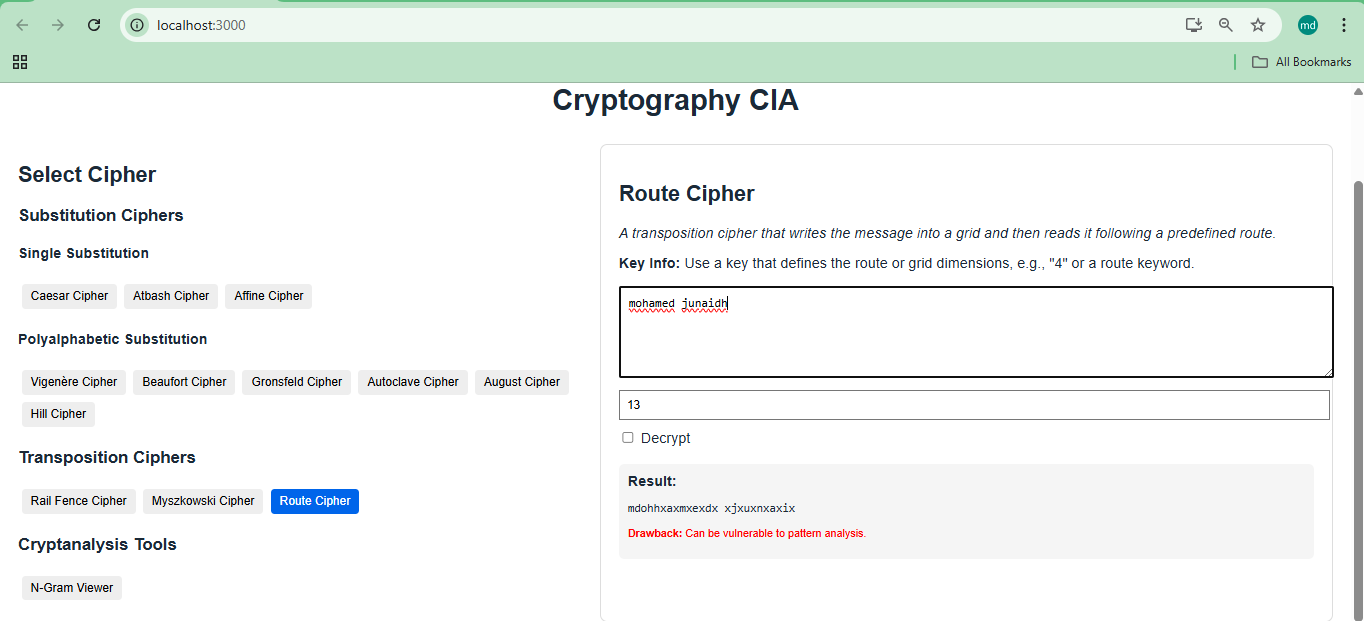 localhost:3000
md
All Bookmarks
Cryptography CIA
Select Cipher
Substitution Ciphers
Single Substitution
Caesar Cipher Atbash Cipher Affine Cipher
Polyalphabetic Substitution
Vigenère Cipher Beaufort Cipher Gronsfeld Cipher Autoclave Cipher August Cipher
Hill Cipher
Transposition Ciphers
Rail Fence Cipher Myszkowski Cipher Route Cipher
Cryptanalysis Tools
N-Gram Viewer
Route Cipher
A transposition cipher that writes the message into a grid and then reads it following a predefined route.
Key Info: Use a key that defines the route or grid dimensions, e.g., "4" or a route keyword.
mohamed junaidh
13
Decrypt
Result:
mdohhxaxmxexdx xjxuxnxaxix
Drawback: Can be vulnerable to pattern analysis.